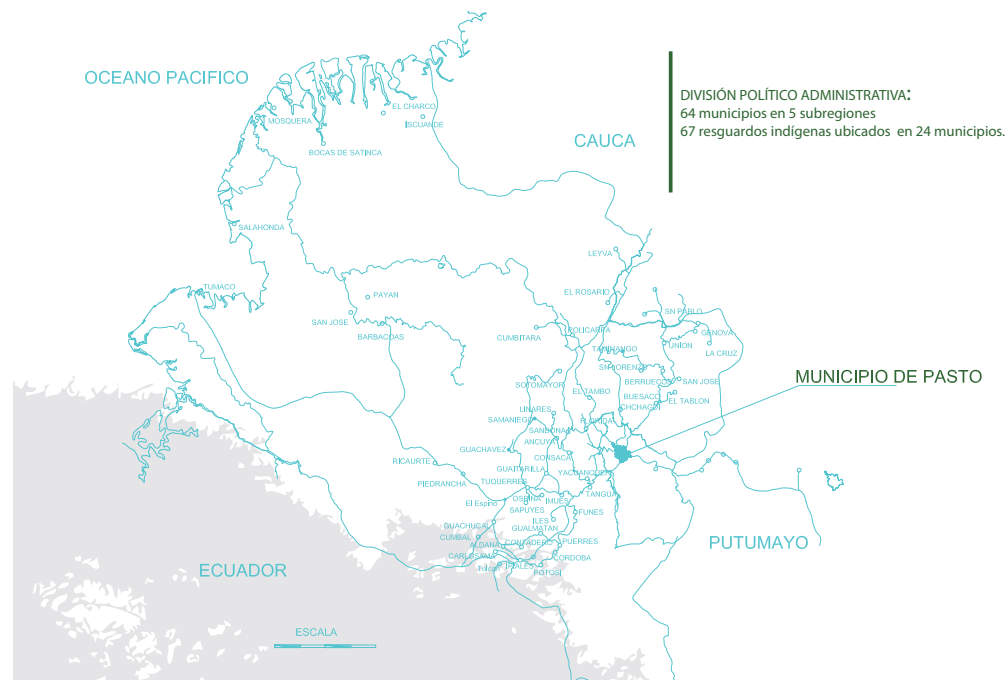 OCEANO PACIFICO
DIVISIÓN POLÍTICO ADMINISTRATIVA:
64 municipios en 5 subregiones
67 resguardos indígenas ubicados en 24 municipios.
EL CHARCO
MOSQUERA
ISCUANDE
CAUCA
BOCAS DE SATINCA
SALAHONDA
LEYVA
TUMACO
PAYAN
EL ROSARIO
SN PABLO
SAN JOSE
BARBACOAS
CUMBITARA
POLICARPA
GENOVA
UNION
LA CRUZ
TAMINANGO
SN LORENZO
SOTOMAYOR
BERRUECOS
SAN JOSE
MUNICIPIO DE PASTO
EL TAMBO
BUESACO
EL TABLON
CHCHAGUI
LINARES
SAMANIEGO
FLORIDA
SANDONA
ANCUYA
GUACHAVEZ
CONSACA
RICAURTE
GUAITARILLA
YACUANQUER
PIEDRANCHA
TUQUERRES
TANGUA
El Espino
OSPINA
IMUES
SAPUYES
FUNES
GUACHUCAL
ILES
GUALMATAN
CUMBAL
ALDANA
CONTADERO
PUERRES
PUTUMAYO
CARLOSAMA
CORDOBA
ECUADOR
Tulcan
IPIALES
POTOSI
ESCALA